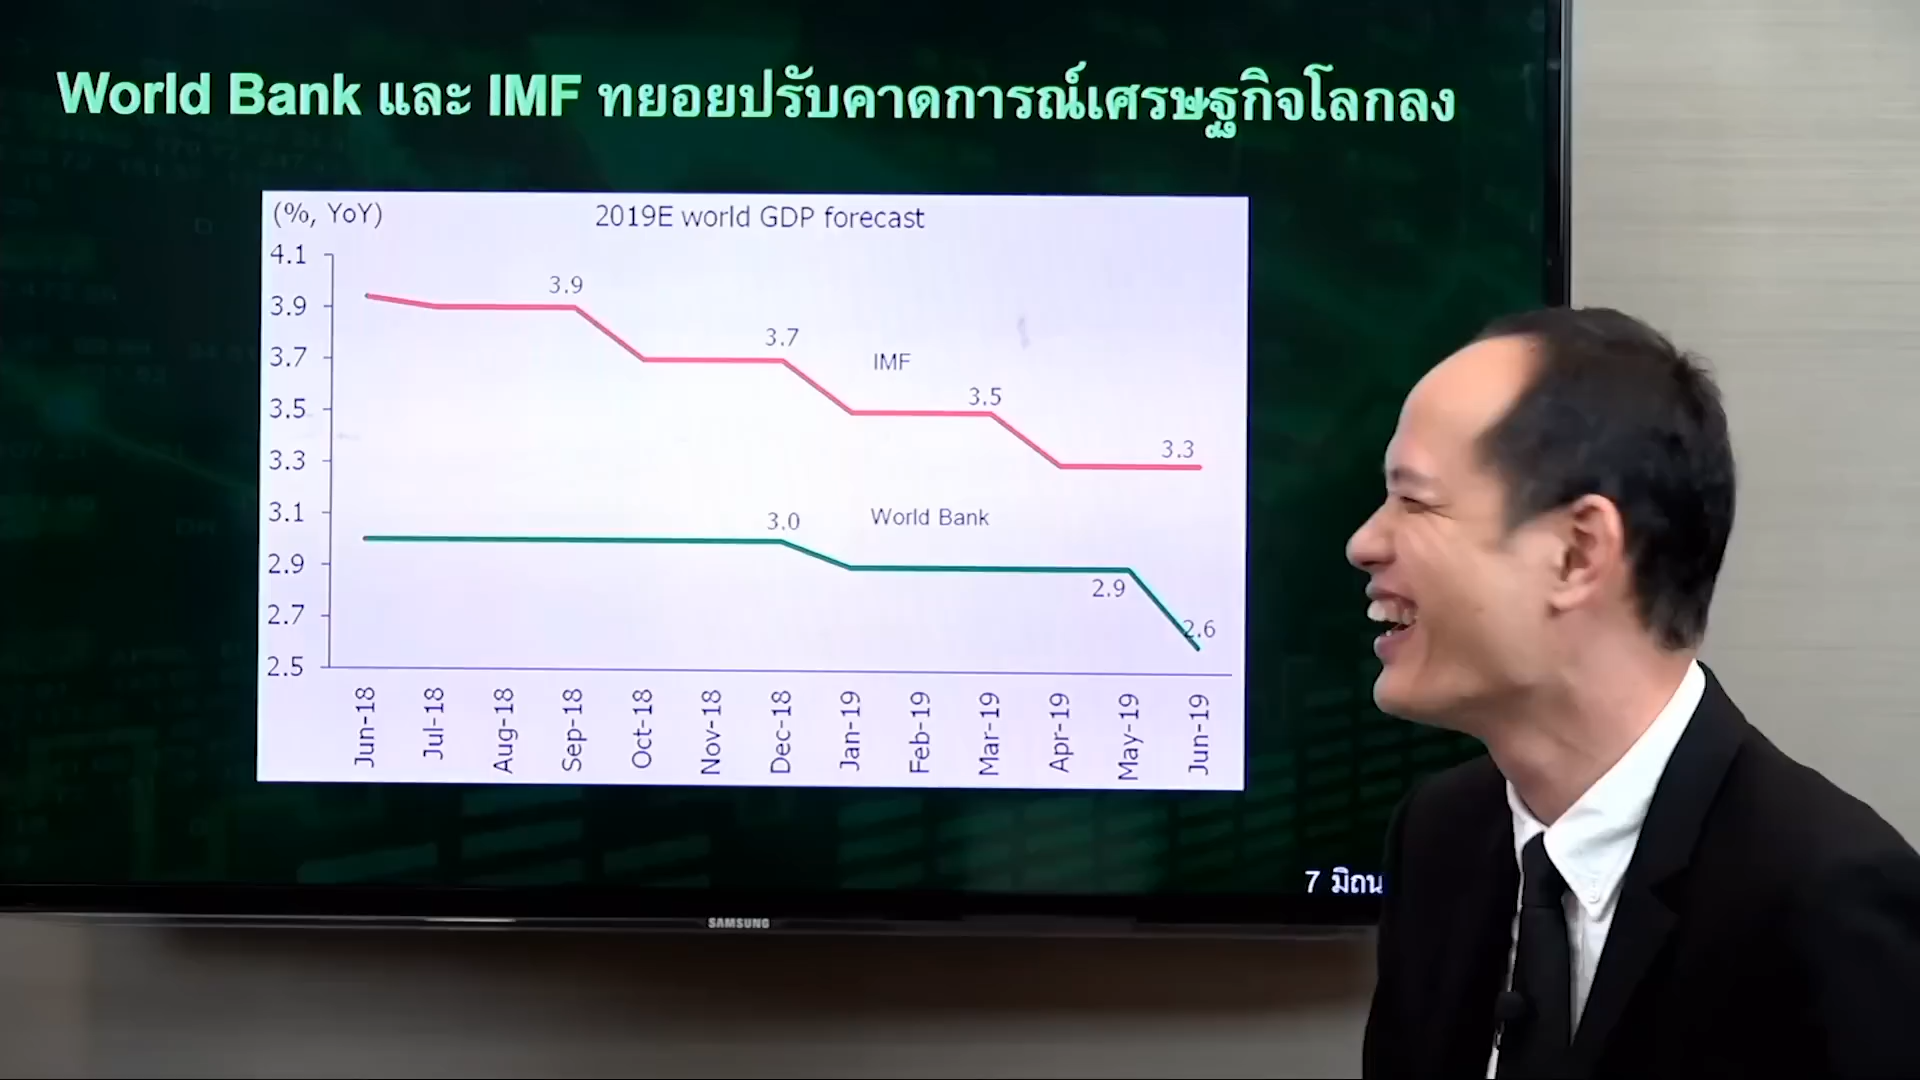 World Bank และ IMF ทยอยปรับคาดการณ์เศรษฐกิจโลกลง
(%, YoY)
2019E world GDP forecast
4.1
3.9
3.7
3.5
3.3
3.1
2.9
2.7
2.5
3.9
3.7
IMF
3.5
3.3
3.0
World Bank
2.9
2.6
Jun-18
Jul-18
Aug-18
Sep-18
Oct-18
Nov-18
Dec-18
Jan-19
Feb-19
Mar-19
Apr-19
May-19
Jun-19
7 มิถุน
SAMSUNG